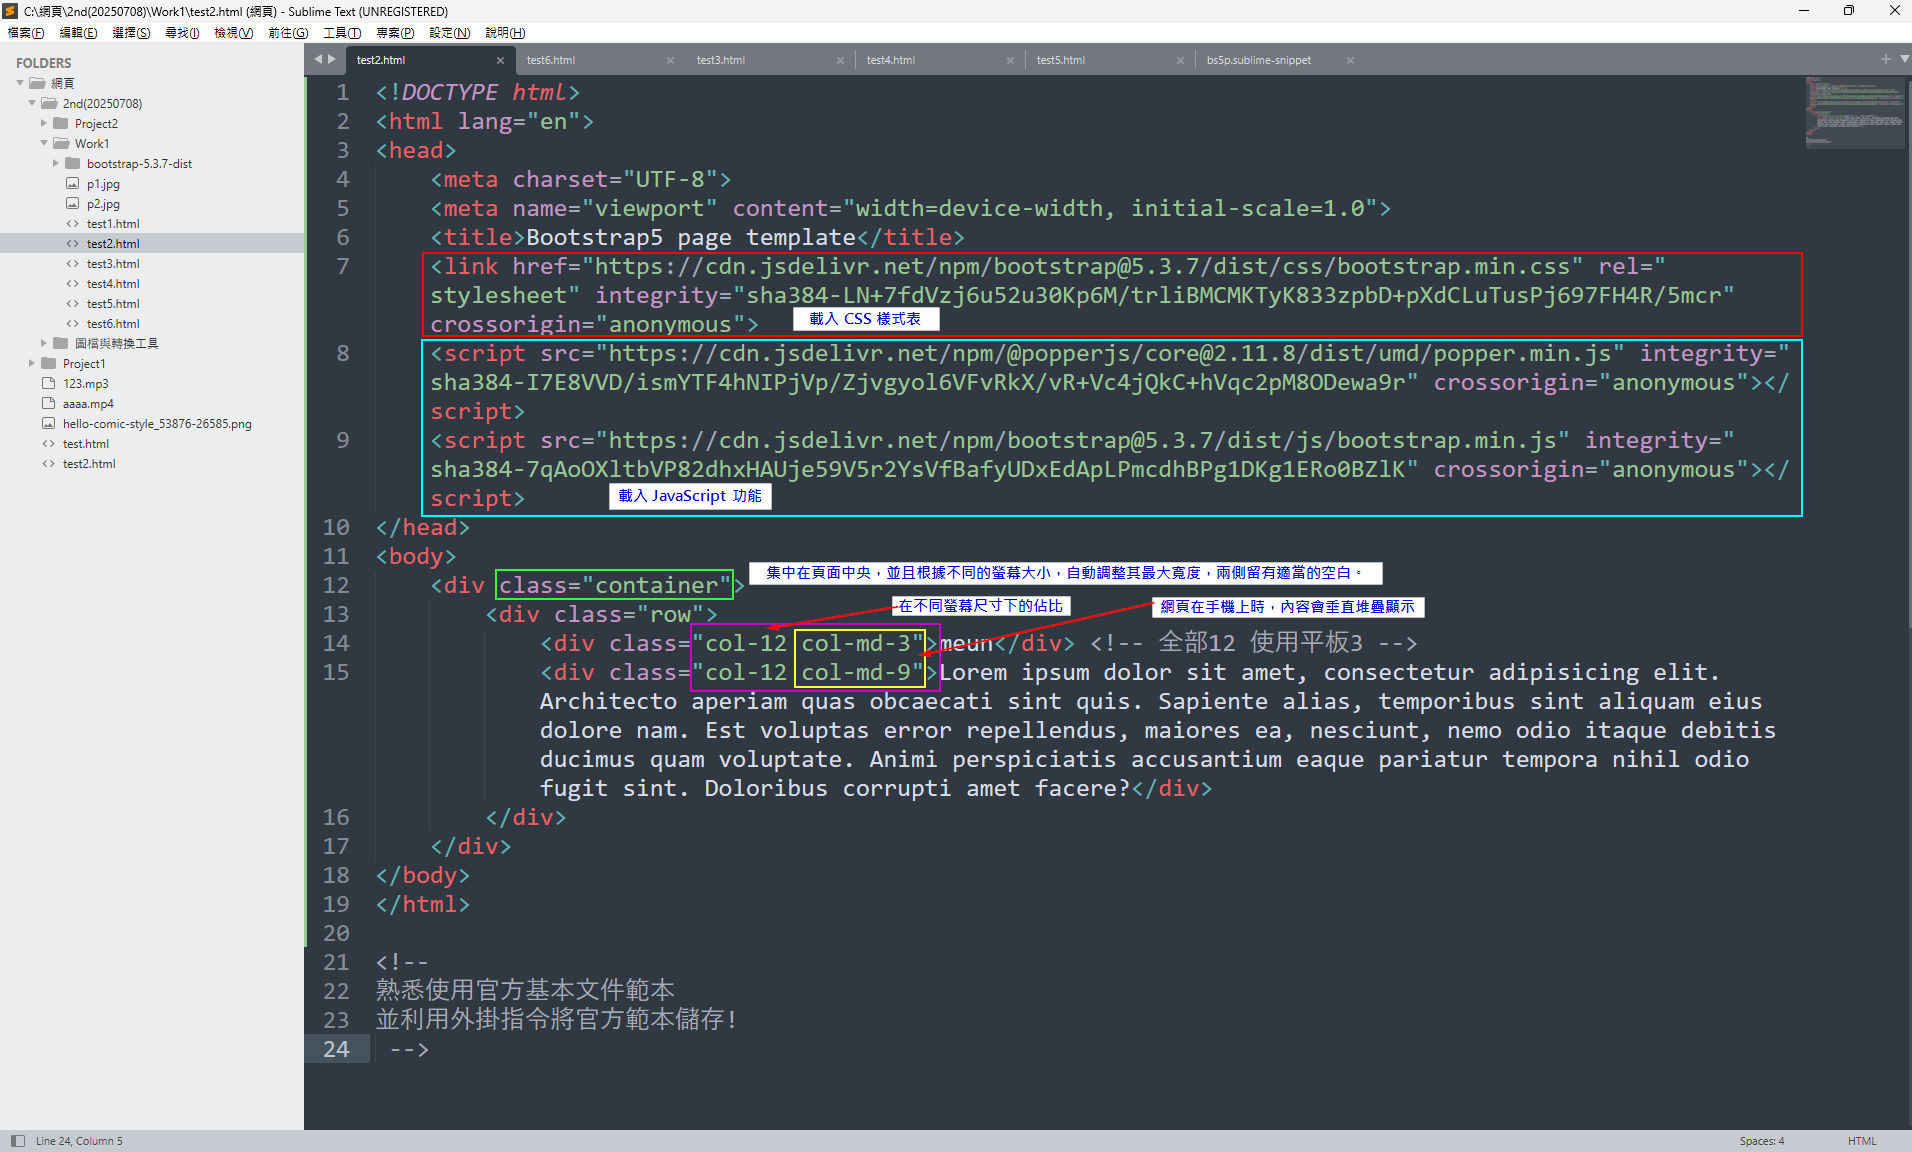 C:\網頁\2nd(20250708)\Work1\test2.html (網頁) - Sublime Text (UNREGISTERED)
檔案(F) 編輯(E) 選擇(S) 尋找(I) 檢視(V) 前往(G) 工具(T) 專案(P) 設定(N) 說明(H)
FOLDERS
網頁
2nd(20250708)
Project2
Work1
bootstrap-5.3.7-dist
p1.jpg
p2.jpg
test1.html
test2.html
test3.html
test4.html
test5.html
test6.html
圖檔與轉換工具
Project1
123.mp3
aaaa.mp4
hello-comic-style_53876-26585.png
test.html
test2.html
test2.html test6.html test3.html test4.html test5.html bs5p.sublime-snippet
1 <!DOCTYPE html>
2 <html lang="en">
3 <head>
4 <meta charset="UTF-8">
5 <meta name="viewport" content="width=device-width, initial-scale=1.0">
6 <title>Bootstrap5 page template</title>
7 <link href="https://cdn.jsdelivr.net/npm/bootstrap@5.3.7/dist/css/bootstrap.min.css" rel="
stylesheet" integrity="sha384-LN+7fdVzj6u52u30Kp6M/trliBMCMKTyK833zpbD+pXdCLuTusPj697FH4R/5mcr"
crossorigin="anonymous"> 載入 CSS 樣式表
8 <script src="https://cdn.jsdelivr.net/npm/@popperjs/core@2.11.8/dist/umd/popper.min.js" integrity="
sha384-I7E8VVD/ismYTF4hNIPjVp/Zjvgyol6VFvRkX/vR+Vc4jQkC+hVqc2pM8ODewa9r" crossorigin="anonymous"></
script>
9 <script src="https://cdn.jsdelivr.net/npm/bootstrap@5.3.7/dist/js/bootstrap.min.js" integrity="
sha384-7qAoOXltbVP82dhxHAUje59V5r2YsVfBafyUDxEdApLPmcdhBPg1DKg1ERo0BZlK" crossorigin="anonymous"></
script> 載入 JavaScript 功能
10 </head>
11 <body>
12 <div class="container"> 集中在頁面中央，並且根據不同的螢幕大小，自動調整其最大寬度，兩側留有適當的空白。
13 <div class="row"> 在不同螢幕尺寸下的佔比 網頁在手機上時，內容會垂直堆疊顯示
14 <div class="col-12 col-md-3">meun</div> <!-- 全部12 使用平板3 -->
15 <div class="col-12 col-md-9">Lorem ipsum dolor sit amet, consectetur adipisicing elit.
Architecto aperiam quas obcaecati sint quis. Sapiente alias, temporibus sint aliquam eius
dolore nam. Est voluptas error repellendus, maiores ea, nesciunt, nemo odio itaque debitis
ducimus quam voluptate. Animi perspiciatis accusantium eaque pariatur tempora nihil odio
fugit sint. Doloribus corrupti amet facere?</div>
16 </div>
17 </div>
18 </body>
19 </html>
20
21 <!--
22 熟悉使用官方基本文件範本
23 並利用外掛指令將官方範本儲存!
24 -->
Line 24, Column 5 Spaces: 4 HTML